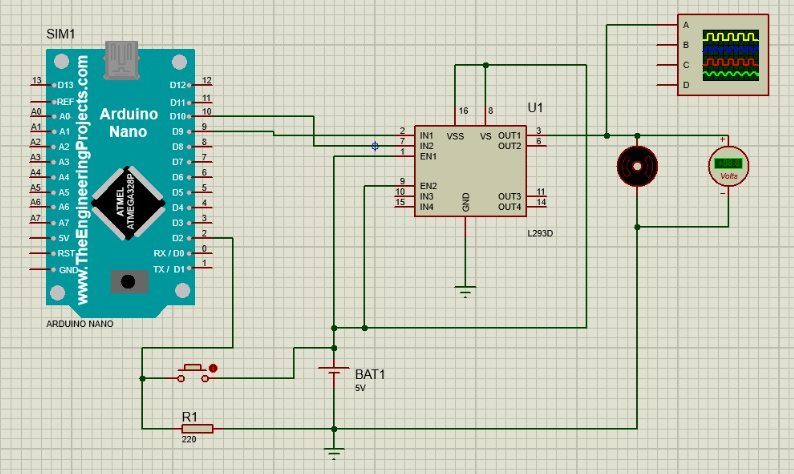 SIM1
www.TheEngineeringProjects.com
Arduino
Nano
ATMEL
ATMEGA328P
13 D13
REF
A0 A0
A1 A1
A2 A2
A3 A3
A4 A4
A5 A5
A6 A6
A7 A7
5V
RST
GND
D12 12
D11 11
D10 10
D9 9
D8 8
D7 7
D6 6
D5 5
D4 4
D3 3
D2 2
RX / D0 0
TX / D1 1
ARDUINO NANO
U1
16 8
VSS VS
2 IN1 OUT1 3
7 IN2 OUT2 6
1 EN1
9 EN2
10 IN3 OUT3 11
15 IN4 OUT4 14
GND
L293D
A
B
C
D
+
Volts
BAT1
5V
R1
220